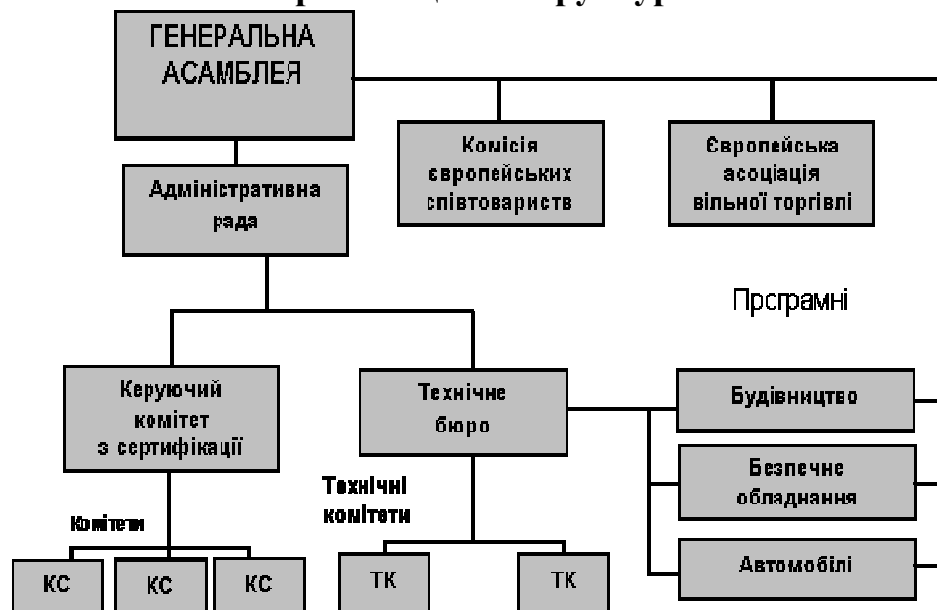 ГЕНЕРАЛЬНА
АСАМБЛЕЯ
Комісія
європейських
співтовариств
Європейська
асоціація
вільної торгівлі
Адміністративна
рада
Програмні
Керуючий
комітет
з сертифікації
Технічне
бюро
Будівництво
Безпечне
обладнання
Автомобілі
Технічні
комітети
Комітети
КС
КС
КС
ТК
ТК